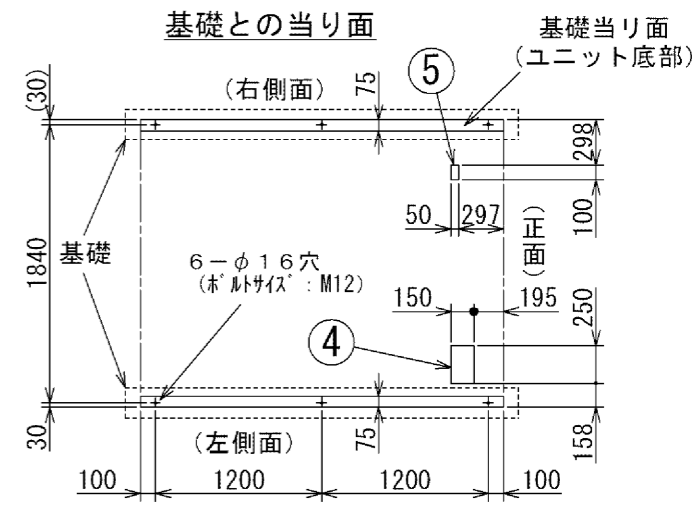 基礎との当り面
基礎当り面
(ユニット底部)
⑤
(右側面)
75
(30)
298
100
50
297
(正面)
基礎
1840
6－φ16穴
(ﾎﾞﾙﾄｻｲｽﾞ:M12)
150
195
250
④
30
(左側面)
75
158
100
1200
1200
100